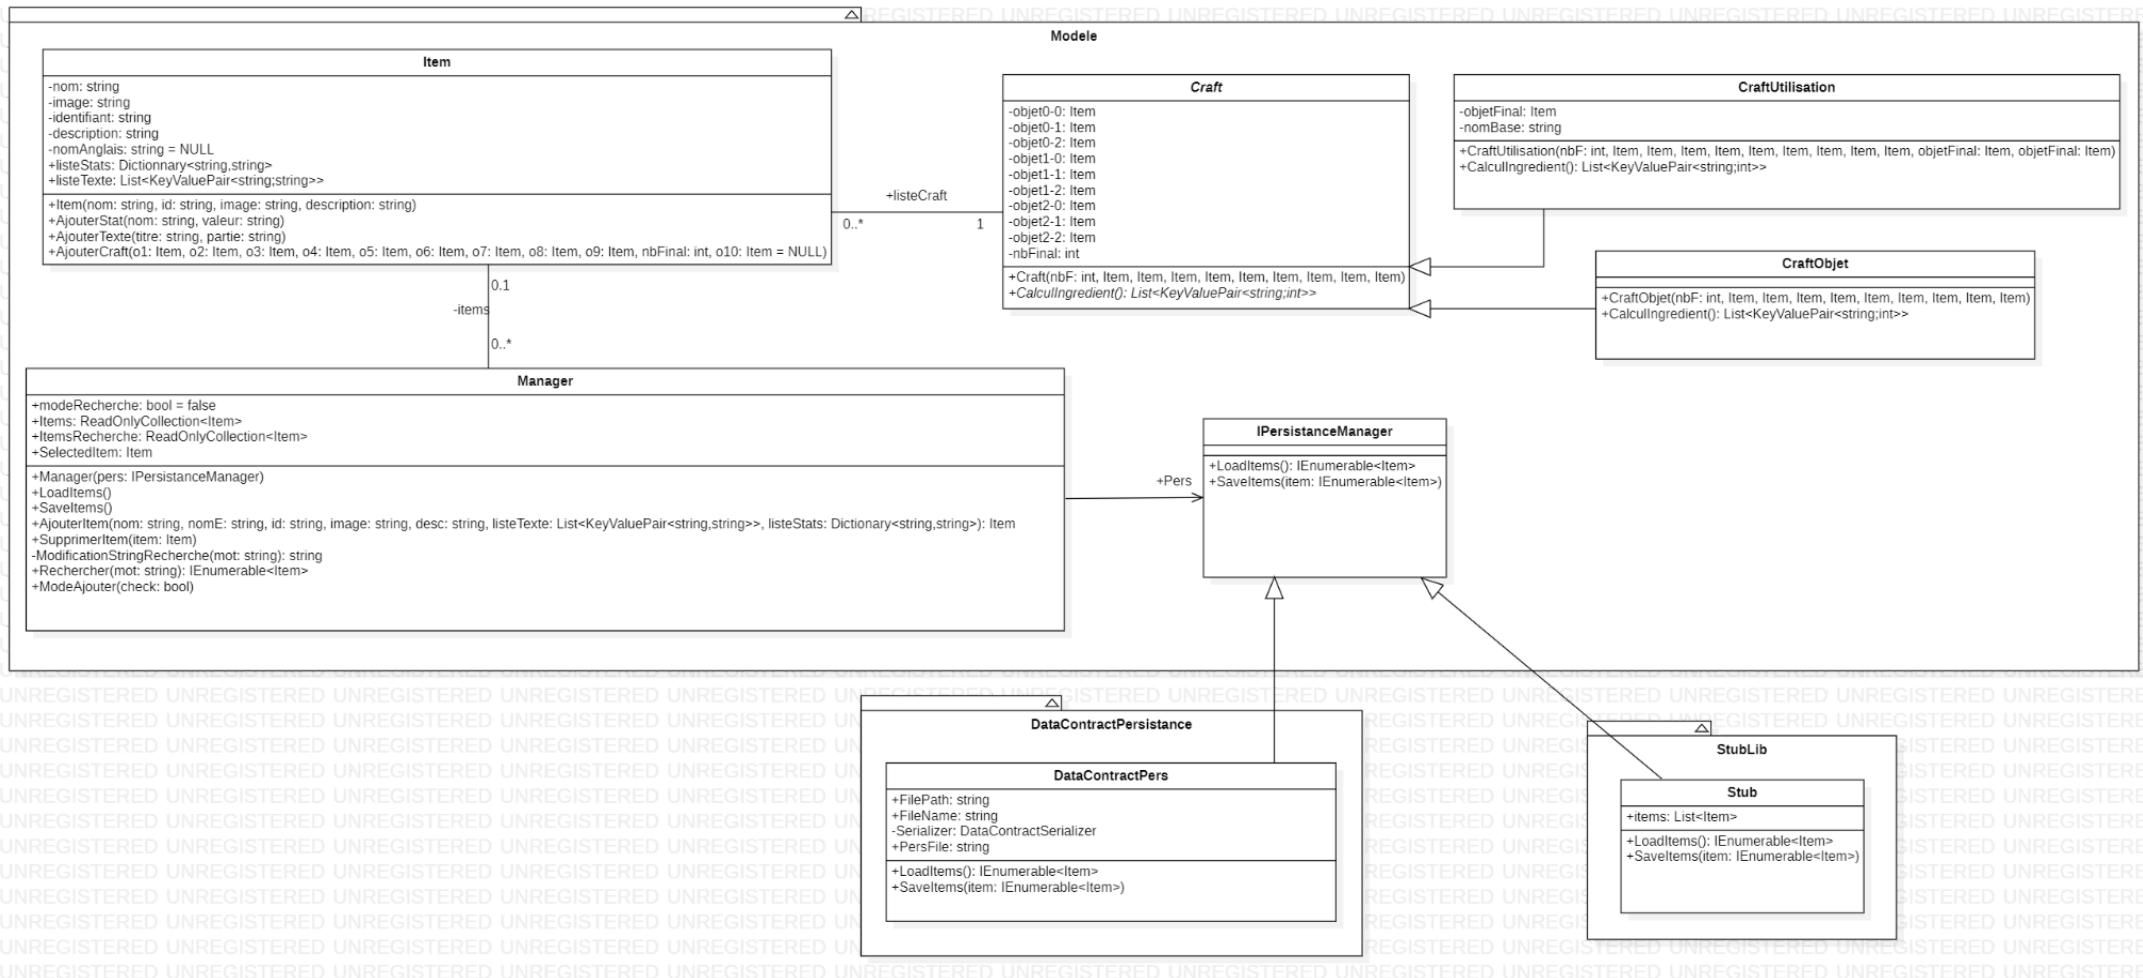 Modele
Item
-nom: string
-image: string
-identifiant: string
-description: string
-nomAnglais: string = NULL
+listeStats: Dictionnary<string,string>
+listeTexte: List<KeyValuePair<string;string>>
+Item(nom: string, id: string, image: string, description: string)
+AjouterStat(nom: string, valeur: string)
+AjouterTexte(titre: string, partie: string)
+AjouterCraft(o1: Item, o2: Item, o3: Item, o4: Item, o5: Item, o6: Item, o7: Item, o8: Item, o9: Item, nbFinal: int, o10: Item = NULL)
+listeCraft
0..*
1
Craft
-objet0-0: Item
-objet0-1: Item
-objet0-2: Item
-objet1-0: Item
-objet1-1: Item
-objet1-2: Item
-objet2-0: Item
-objet2-1: Item
-objet2-2: Item
-nbFinal: int
+Craft(nbF: int, Item, Item, Item, Item, Item, Item, Item, Item, Item)
+CalculIngredient(): List<KeyValuePair<string;int>>
CraftUtilisation
-objetFinal: Item
-nomBase: string
+CraftUtilisation(nbF: int, Item, Item, Item, Item, Item, Item, Item, Item, Item, objetFinal: Item, objetFinal: Item)
+CalculIngredient(): List<KeyValuePair<string;int>>
CraftObjet
+CraftObjet(nbF: int, Item, Item, Item, Item, Item, Item, Item, Item, Item)
+CalculIngredient(): List<KeyValuePair<string;int>>
0.1
-items
0..*
Manager
+modeRecherche: bool = false
+Items: ReadOnlyCollection<Item>
+ItemsRecherche: ReadOnlyCollection<Item>
+SelectedItem: Item
+Manager(pers: IPersistanceManager)
+LoadItems()
+SaveItems()
+AjouterItem(nom: string, nomE: string, id: string, image: string, desc: string, listeTexte: List<KeyValuePair<string,string>>, listeStats: Dictionary<string,string>): Item
+SupprimerItem(item: Item)
-ModificationStringRecherche(mot: string): string
+Rechercher(mot: string): IEnumerable<Item>
+ModeAjouter(check: bool)
+Pers
IPersistanceManager
+LoadItems(): IEnumerable<Item>
+SaveItems(item: IEnumerable<Item>)
DataContractPersistance
DataContractPers
+FilePath: string
+FileName: string
-Serializer: DataContractSerializer
+PersFile: string
+LoadItems(): IEnumerable<Item>
+SaveItems(item: IEnumerable<Item>)
StubLib
Stub
+items: List<Item>
+LoadItems(): IEnumerable<Item>
+SaveItems(item: IEnumerable<Item>)